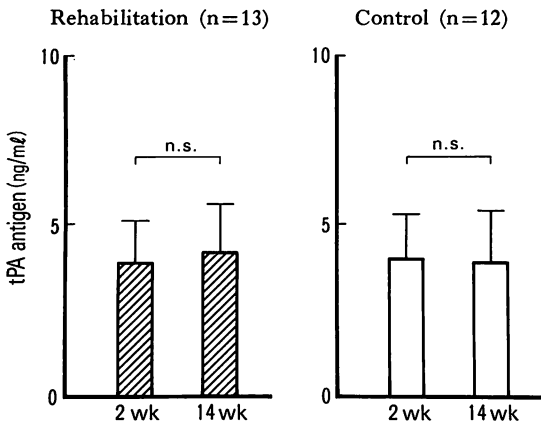 Rehabilitation (n=13)
Control (n=12)
tPA antigen (ng/mℓ)
10
5
0
n.s.
2 wk
14 wk
10
5
0
n.s.
2 wk
14 wk